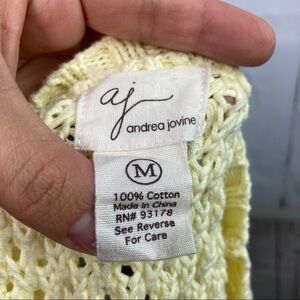 aj
andrea jovine
M
100% Cotton
Made in China
RN# 93178
See Reverse
For Care